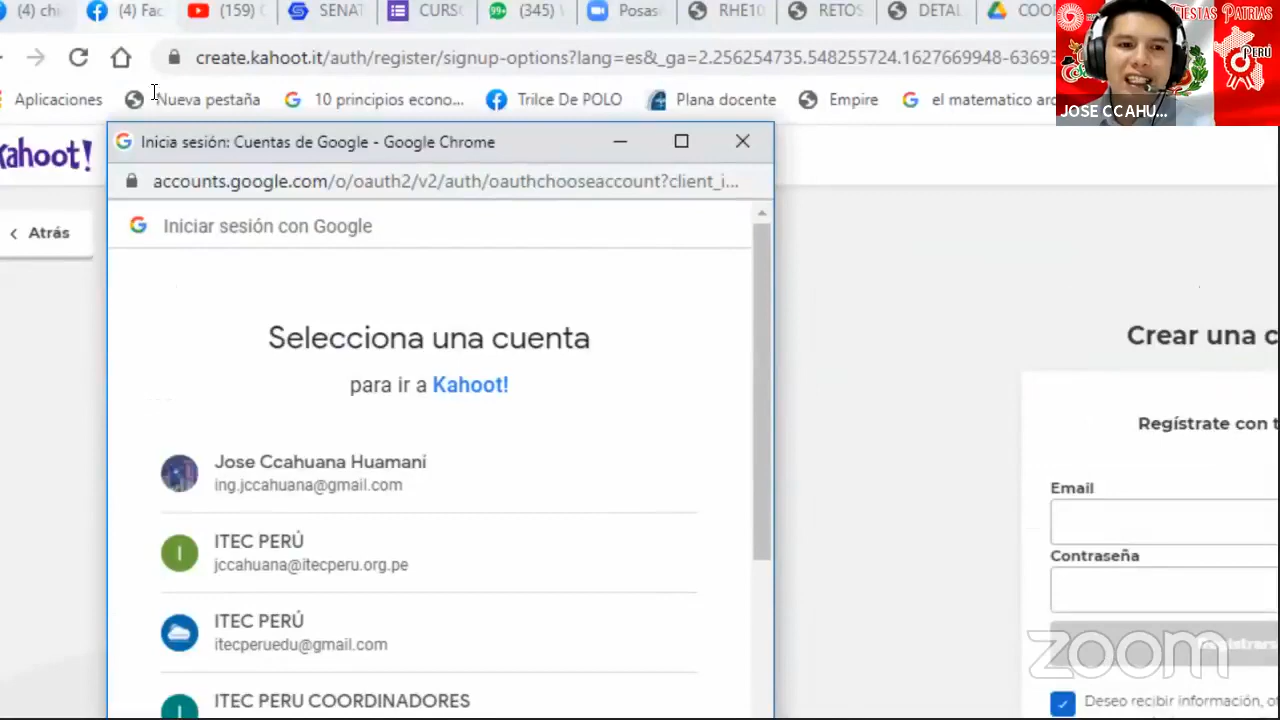 (4) chi
(4) Fac
(159)
SENAT
CURSO
99+
(345)
Posas
RHE10
RETOS
DETAL
COO
FIESTAS PATRIAS
PERÚ
create.kahoot.it/auth/register/signup-options?lang=es&_ga=2.256254735.548255724.1627669948-63693
Aplicaciones
Nueva pestaña
10 principios econo...
Trilce De POLO
Plana docente
Empire
el matematico arc
JOSE CCAHU...
Kahoot!
Inicia sesión: Cuentas de Google - Google Chrome
accounts.google.com/o/oauth2/v2/auth/oauthchooseaccount?client_i...
Atrás
Iniciar sesión con Google
Selecciona una cuenta
para ir a Kahoot!
Jose Ccahuana Huamani
ing.jccahuana@gmail.com
ITEC PERÚ
jccahuana@itecperu.org.pe
ITEC PERÚ
itecperuedu@gmail.com
ITEC PERU COORDINADORES
Crear una c
Regístrate con t
Email
Contraseña
Registrars
zoom
Deseo recibir información, of